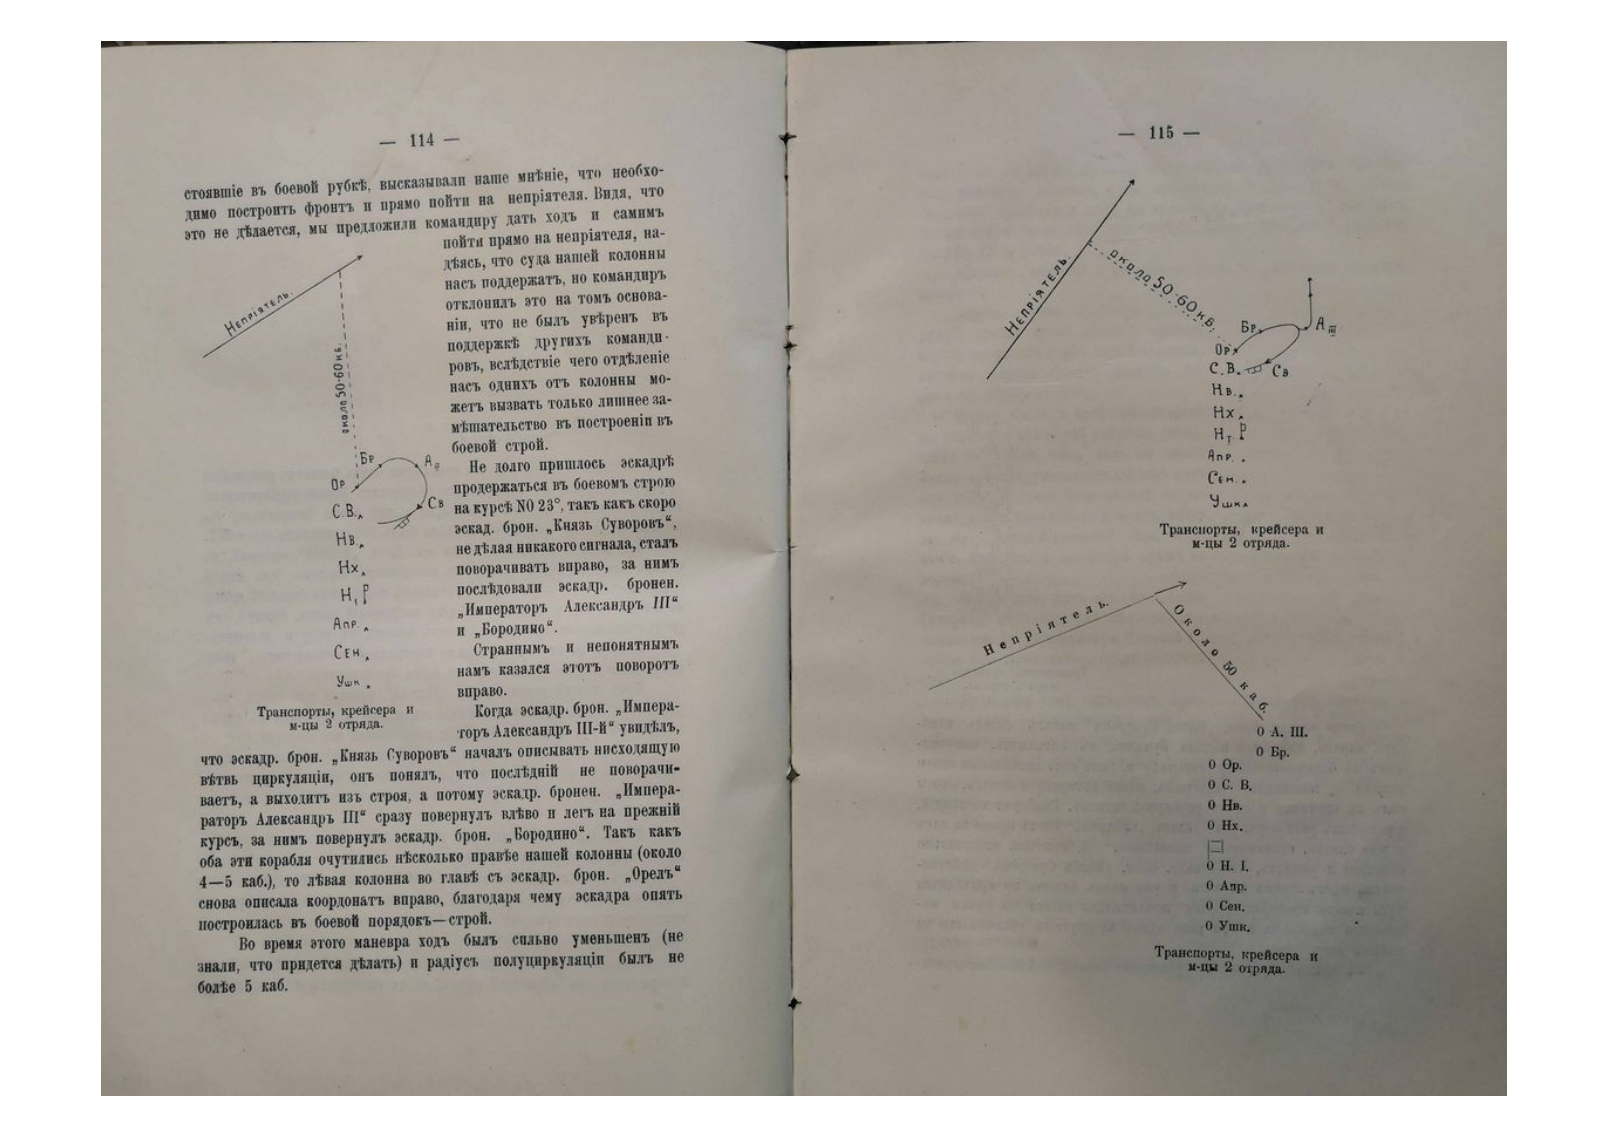 — 114 —
стоявшіе въ боевой рубкѣ, высказывали наше мнѣніе, что необхо-
димо построить фронтъ и прямо пойти на непріятеля. Видя, что
это не дѣлается, мы предложили командиру дать ходъ и самимъ
пойти прямо на непріятеля, на-
дѣясь, что суда нашей колонны
насъ поддержатъ, но командиръ
отклонилъ это на томъ основа-
ніи, что не былъ увѣренъ въ
поддержкѣ другихъ команди-
ровъ, вслѣдствіе чего отдѣленіе
насъ однихъ отъ колонны мо-
жетъ вызвать только лишнее за-
мѣшательство въ построеніи въ
боевой строй.
Не долго пришлось эскадрѣ
продержаться въ боевомъ строю
на курсѣ NO 23°, такъ какъ скоро
эскад. брон. „Князь Суворовъ“,
не дѣлая никакого сигнала, сталъ
поворачивать вправо, за нимъ
послѣдовали эскадр. бронен.
„Императоръ Александръ III“
и „Бородино“.
Страннымъ и непонятнымъ
намъ казался этотъ поворотъ
вправо.
Когда эскадр. брон. „Импера-
торъ Александръ III-й“ увидѣлъ,
что эскадр. брон. „Князь Суворовъ“ началъ описывать нисходящую
вѣтвь циркуляціи, онъ понялъ, что послѣдній не поворачи-
ваетъ, а выходитъ изъ строя, а потому эскадр. бронен. „Импера-
раторъ Александръ III“ сразу повернулъ влѣво и легъ на прежній
курсъ, за нимъ повернулъ эскадр. брон. „Бородино“. Такъ какъ
оба эти корабля очутились нѣсколько правѣе нашей колонны (около
4—5 каб.), то лѣвая колонна во главѣ съ эскадр. брон. „Орелъ“
снова описала координатъ вправо, благодаря чему эскадра опять
построилась въ боевой порядокъ—строй.
Во время этого маневра ходъ былъ сильно уменьшенъ (не
знали, что придется дѣлать) и радіусъ полуциркуляціи былъ не
болѣе 5 каб.
Непріятель.
около 50-60 кб.
Бр
А III
Ор.
Св
С.В.
Нв.
Нх
Н I
Апр.
Сен.
Ушк.
Транспорты, крейсера и
м-цы 2 отряда.
— 115 —
Непріятель.
около 50-60 кб.
Бр
А III
Ор.
С.В.
Св
Нв.
Нх
Н I
Апр.
Сен.
Ушк
Транспорты, крейсера и
м-цы 2 отряда.
Непріятель.
Около 50 каб.
0 А. III.
0 Бр.
0 Ор.
0 С. В.
0 Нв.
0 Нх.
0 Н. I.
0 Апр.
0 Сен.
0 Ушк.
Транспорты, крейсера и
м-цы 2 отряда.